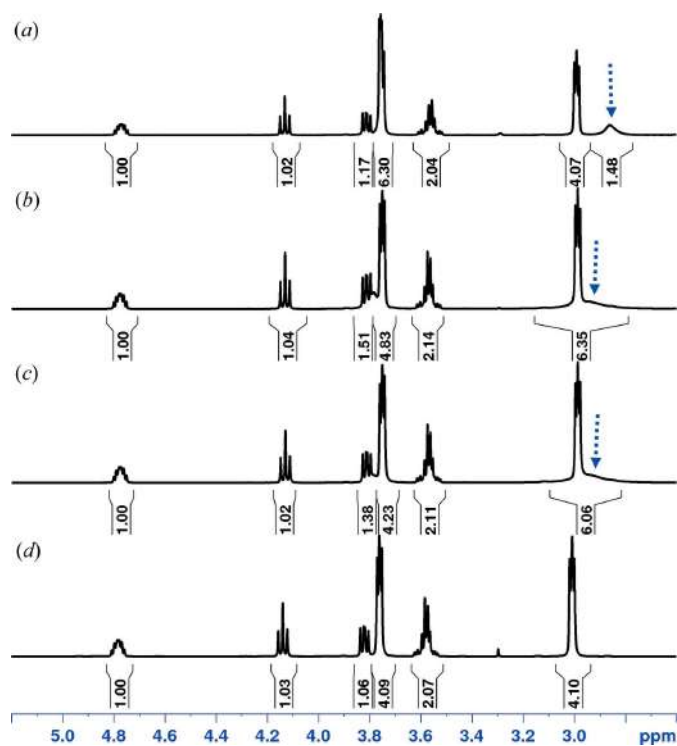 (a)
1.00 1.02 1.17 6.30 2.04 4.07 1.48
(b)
1.00 1.04 1.51 4.83 2.14 6.35
(c)
1.00 1.02 1.38 4.23 2.11 6.06
(d)
1.00 1.03 1.06 4.09 2.07 4.10
5.0 4.8 4.6 4.4 4.2 4.0 3.8 3.6 3.4 3.2 3.0 ppm